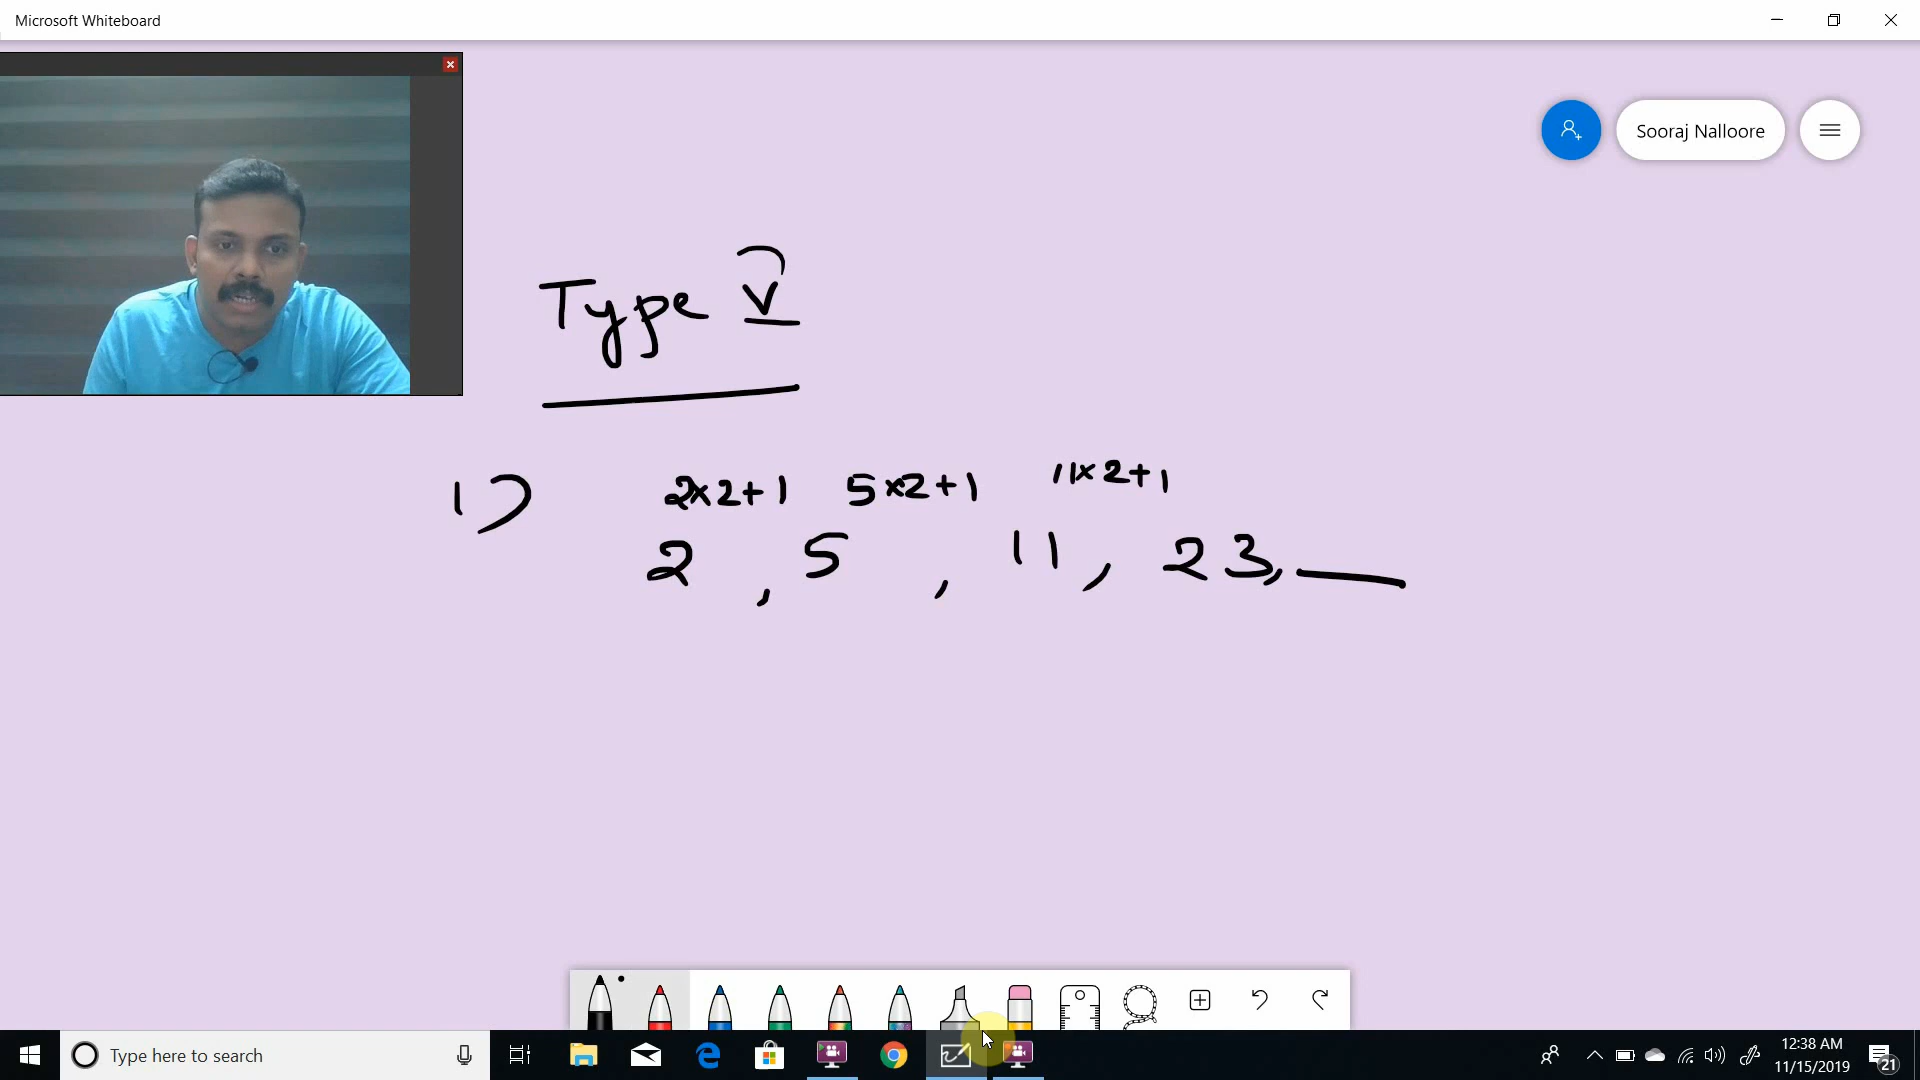 Microsoft Whiteboard
Sooraj Nalloore
Type V
1) 2×2+1 5×2+1 11×2+1
2, 5, 11, 23, ___
Type here to search
12:38 AM
11/15/2019
21